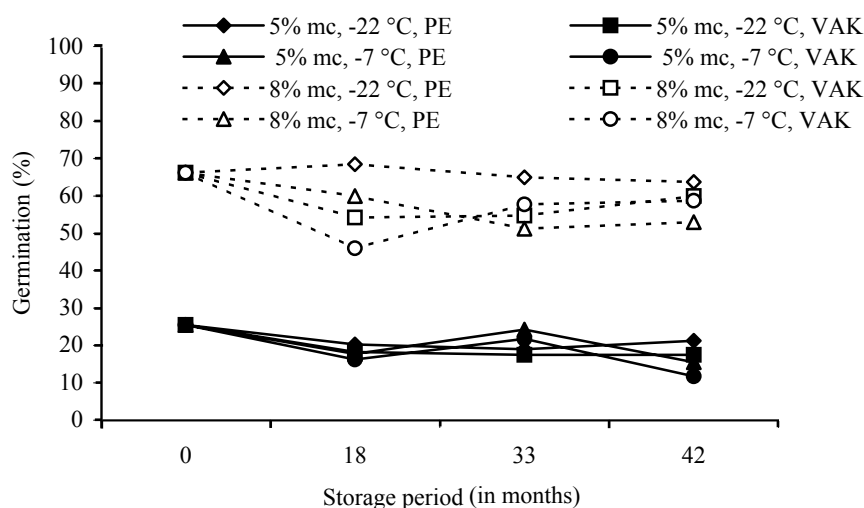 5% mc, -22 °C, PE
5% mc, -22 °C, VAK
5% mc, -7 °C, PE
5% mc, -7 °C, VAK
8% mc, -22 °C, PE
8% mc, -22 °C, VAK
8% mc, -7 °C, PE
8% mc, -7 °C, VAK
Germination (%)
100
90
80
70
60
50
40
30
20
10
0
0 18 33 42
Storage period (in months)